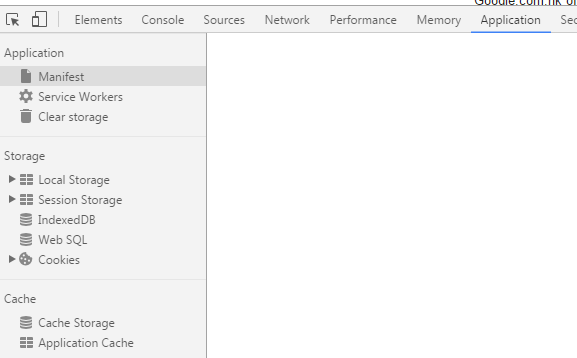 Google.com.hk of
Elements Console Sources Network Performance Memory Application Sec
Application
Manifest
Service Workers
Clear storage
Storage
Local Storage
Session Storage
IndexedDB
Web SQL
Cookies
Cache
Cache Storage
Application Cache